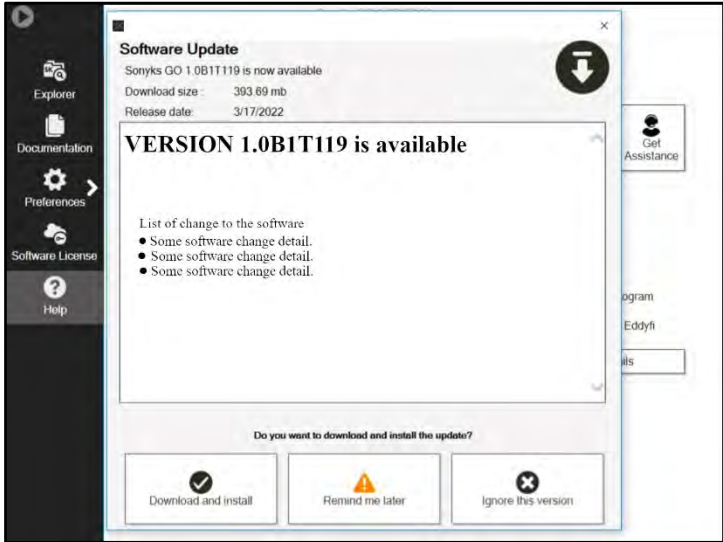 Explorer
Documentation
Preferences
Software License
Help
Software Update
Sonyks GO 1.0B1T119 is now available
Download size : 393.69 mb
Release date: 3/17/2022
VERSION 1.0B1T119 is available
List of change to the software
● Some software change detail.
● Some software change detail.
● Some software change detail.
Do you want to download and install the update?
Download and install
Remind me later
Ignore this version
Get
Assistance
ogram
Eddyfi
ils